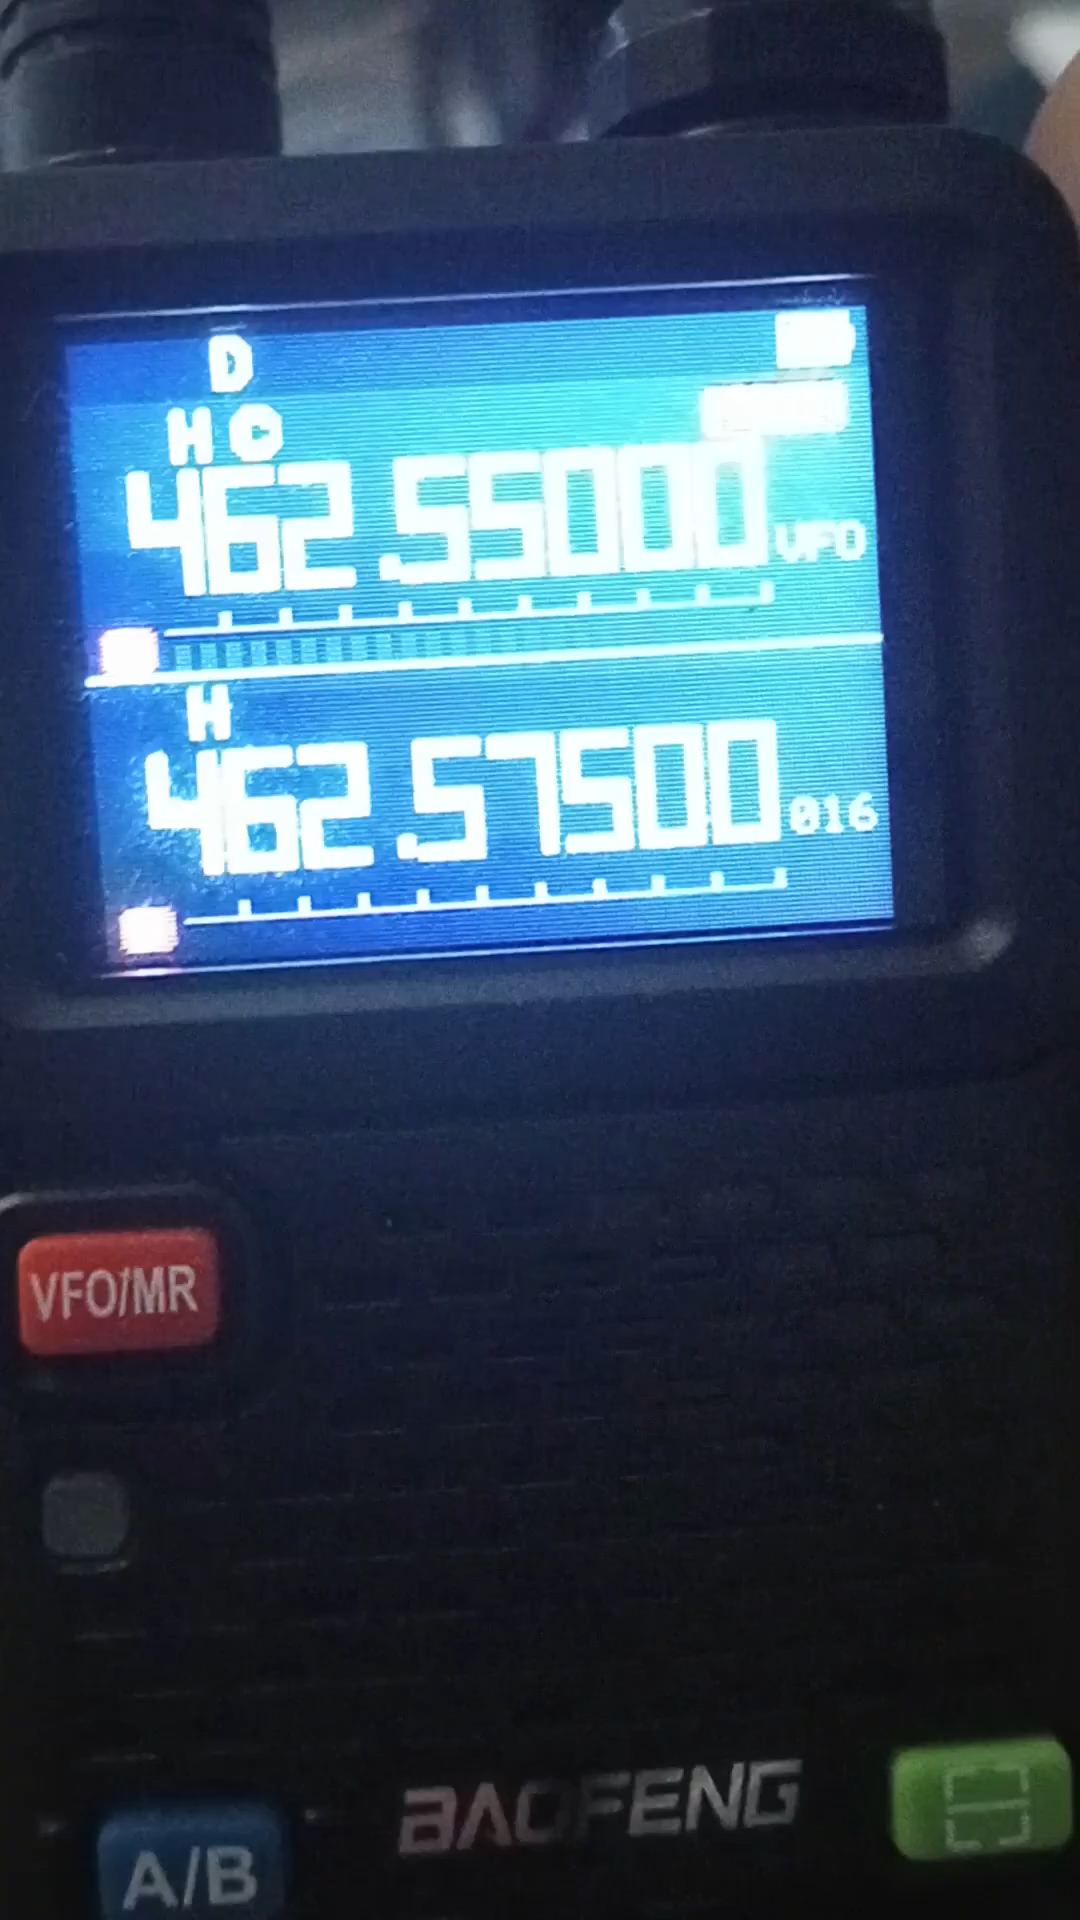 D
H C
462.55000 VFO
H
462.57500 016
VFO/MR
BAOFENG
A/B